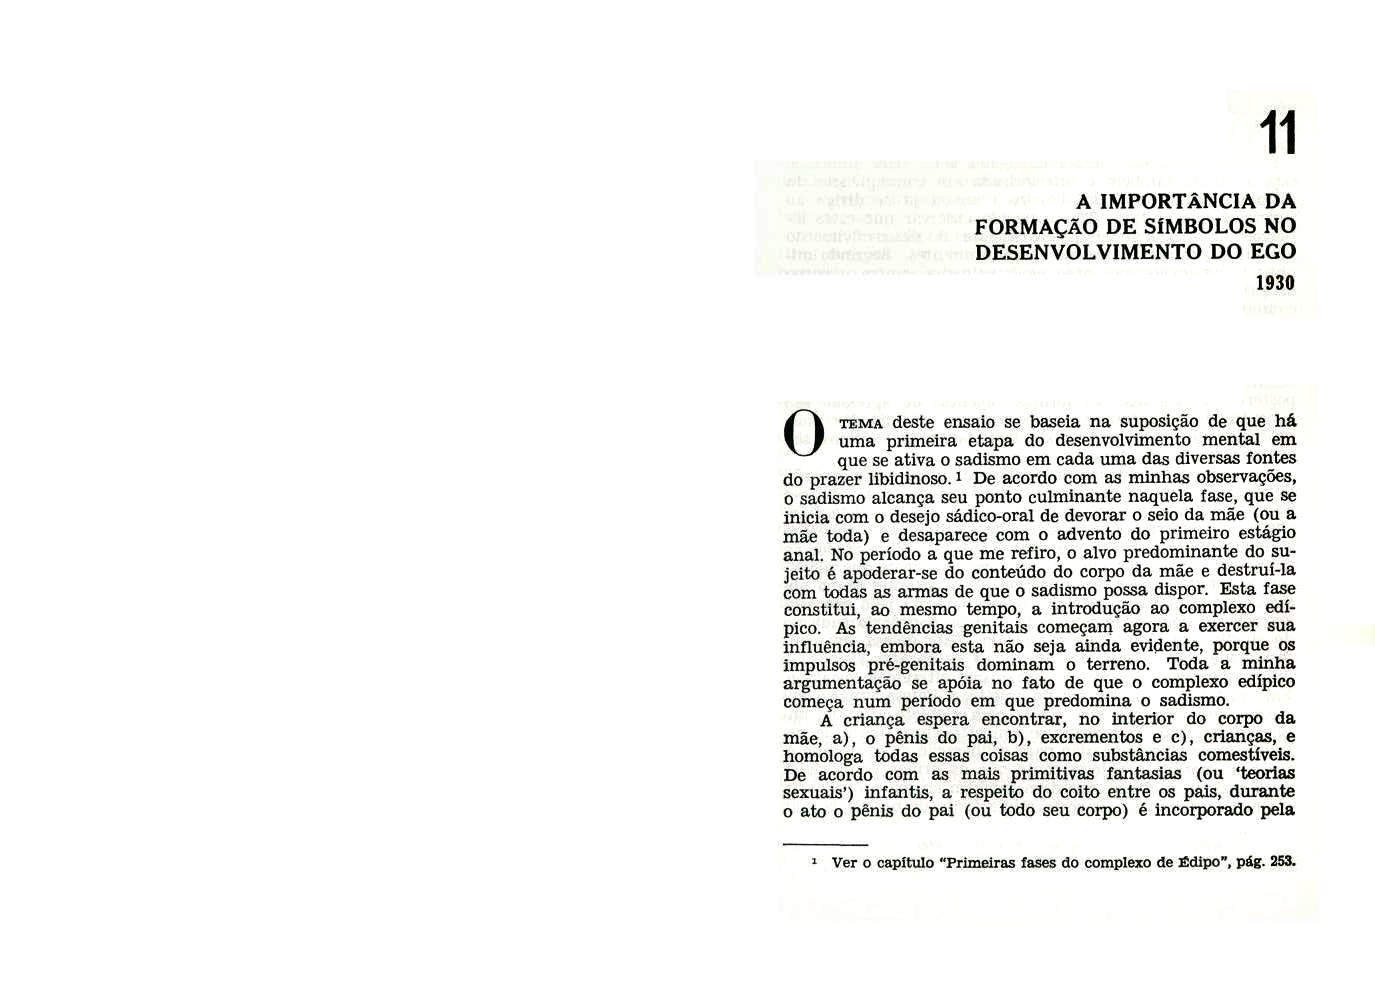 11
A IMPORTÂNCIA DA
FORMAÇÃO DE SÍMBOLOS NO
DESENVOLVIMENTO DO EGO
1930
O TEMA deste ensaio se baseia na suposição de que há
uma primeira etapa do desenvolvimento mental em
que se ativa o sadismo em cada uma das diversas fontes
do prazer libidinoso. 1 De acordo com as minhas observações,
o sadismo alcança seu ponto culminante naquela fase, que se
inicia com o desejo sádico-oral de devorar o seio da mãe (ou a
mãe toda) e desaparece com o advento do primeiro estágio
anal. No período a que me refiro, o alvo predominante do su-
jeito é apoderar-se do conteúdo do corpo da mãe e destruí-la
com todas as armas de que o sadismo possa dispor. Esta fase
constitui, ao mesmo tempo, a introdução ao complexo edí-
pico. As tendências genitais começam agora a exercer sua
influência, embora esta não seja ainda evidente, porque os
impulsos pré-genitais dominam o terreno. Toda a minha
argumentação se apóia no fato de que o complexo edípico
começa num período em que predomina o sadismo.
A criança espera encontrar, no interior do corpo da
mãe, a), o pênis do pai, b), excrementos e c), crianças, e
homologa todas essas coisas como substâncias comestíveis.
De acordo com as mais primitivas fantasias (ou 'teorias
sexuais') infantis, a respeito do coito entre os pais, durante
o ato o pênis do pai (ou todo seu corpo) é incorporado pela
1 Ver o capítulo "Primeiras fases do complexo de Édipo", pág. 253.